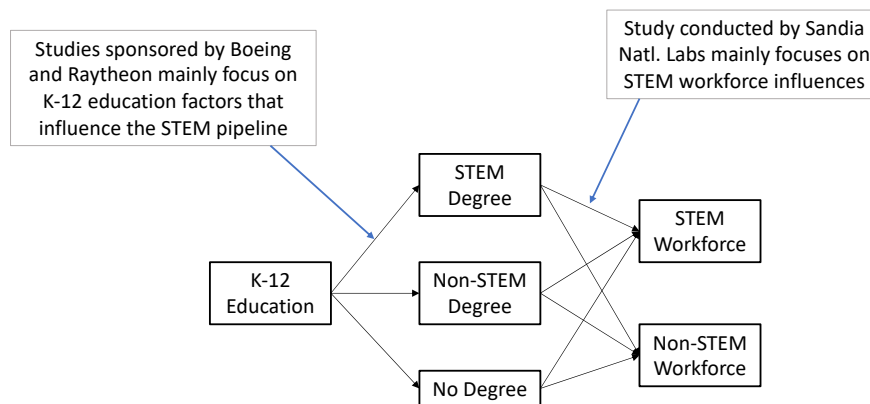 Studies sponsored by Boeing
and Raytheon mainly focus on
K-12 education factors that
influence the STEM pipeline
Study conducted by Sandia
Natl. Labs mainly focuses on
STEM workforce influences
STEM
Degree
STEM
Workforce
K-12
Education
Non-STEM
Degree
Non-STEM
Workforce
No Degree